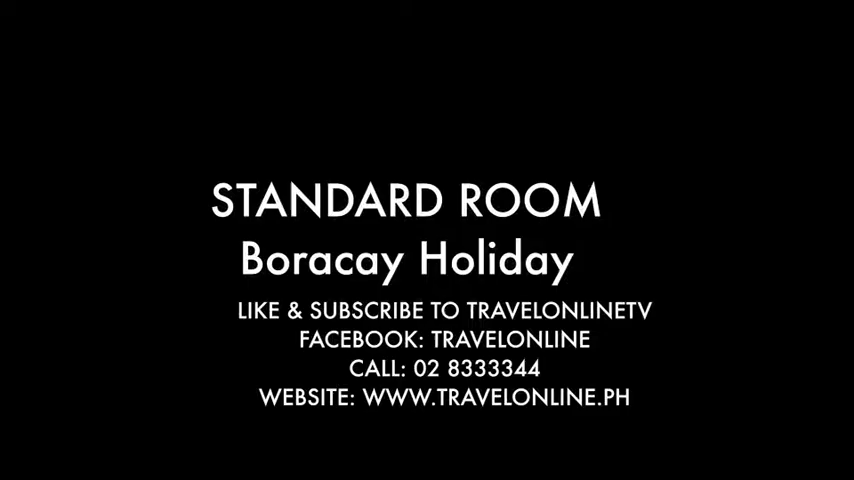 STANDARD ROOM
Boracay Holiday
LIKE & SUBSCRIBE TO TRAVELONLINETV
FACEBOOK: TRAVELONLINE
CALL: 02 8333344
WEBSITE: WWW.TRAVELONLINE.PH